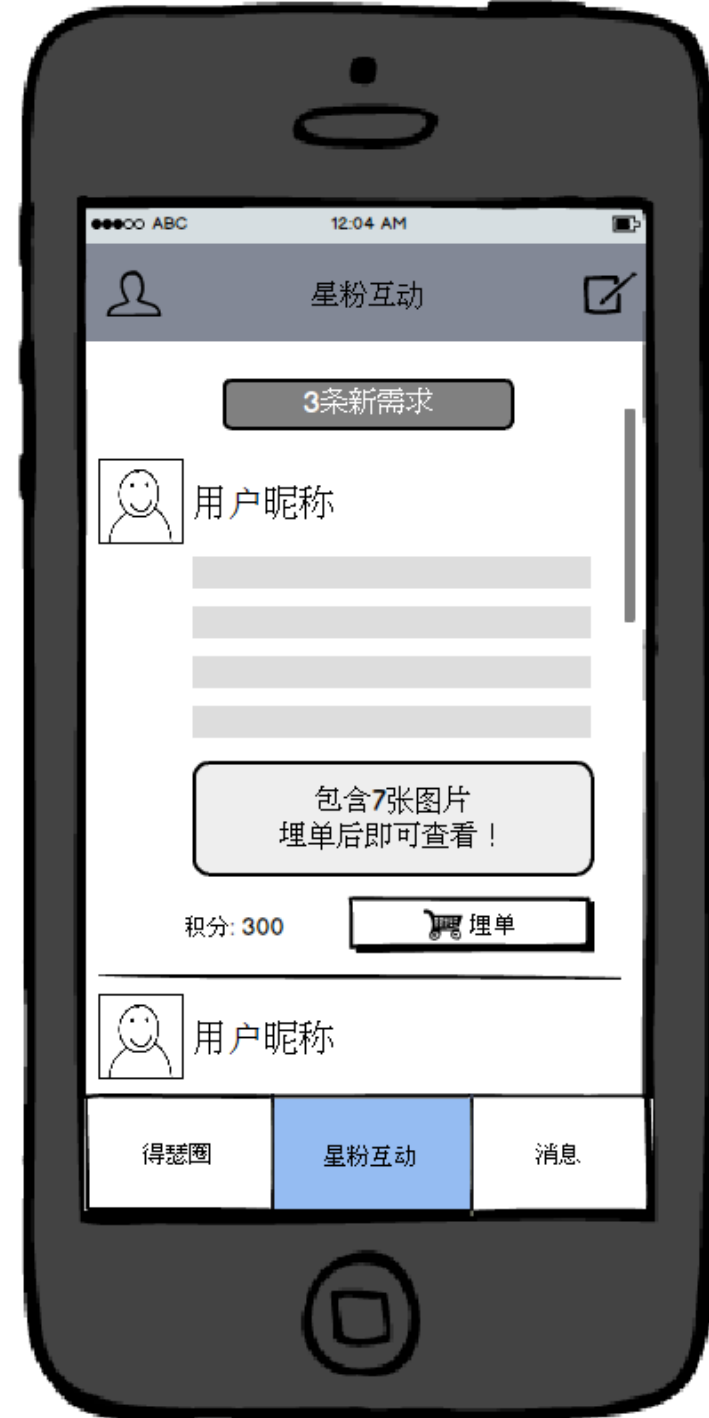 ABC 12:04 AM
星粉互动
3条新需求
用户昵称
包含7张图片
埋单后即可查看！
积分: 300 埋单
用户昵称
得瑟圈 星粉互动 消息